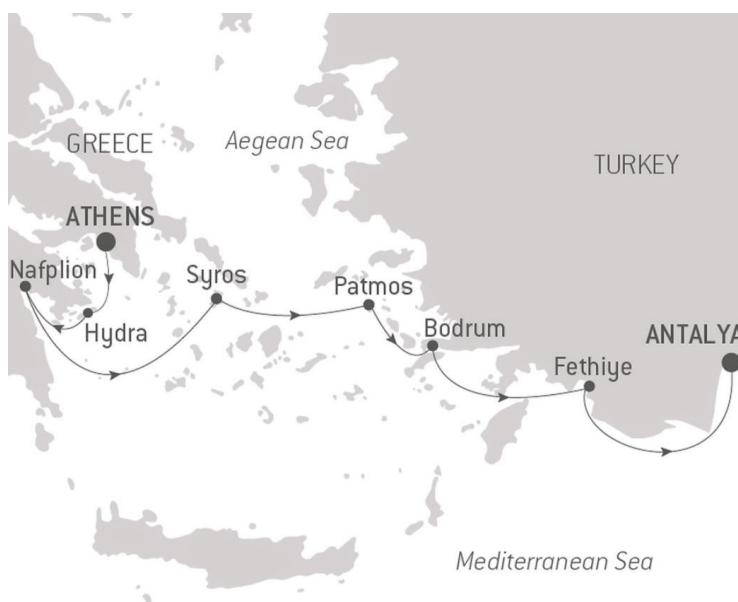 GREECE
Aegean Sea
TURKEY
ATHENS
Nafplion
Syros
Patmos
Hydra
Bodrum
ANTALYA
Fethiye
Mediterranean Sea